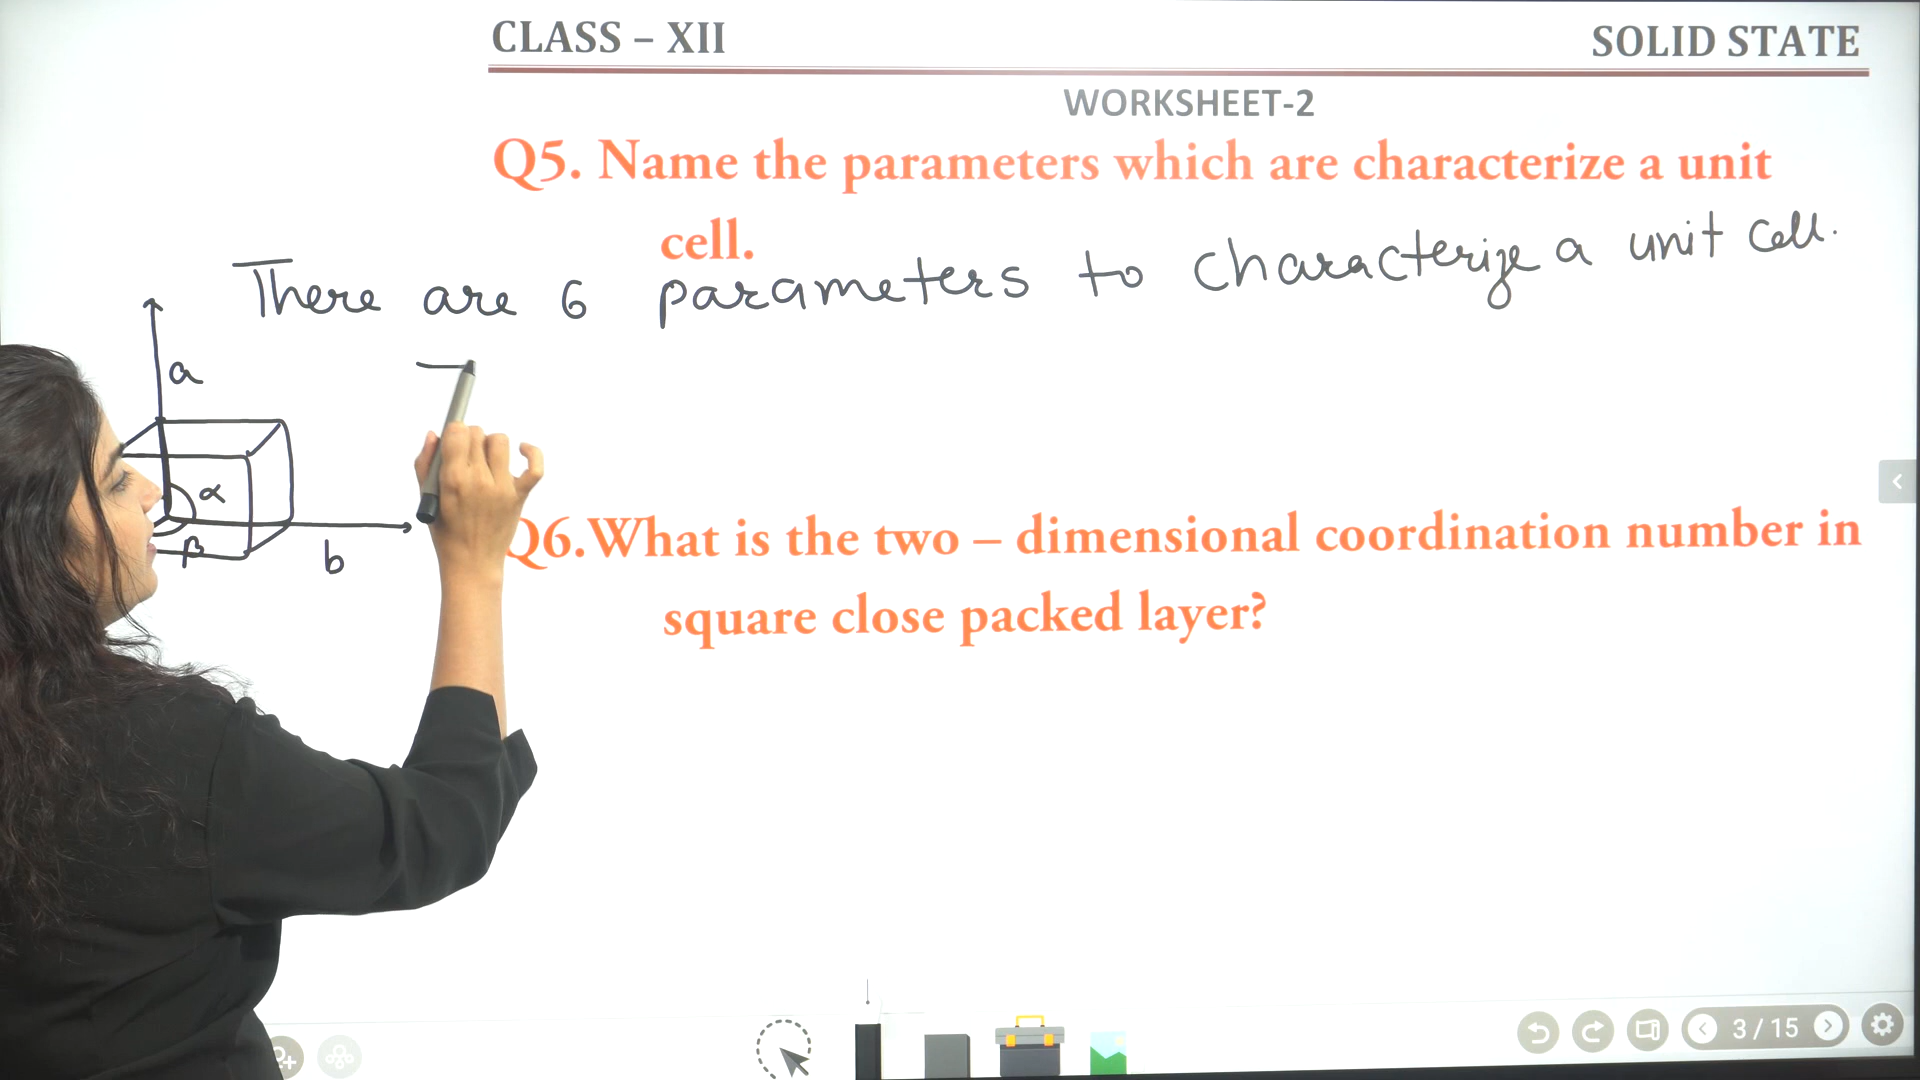 CLASS – XII
SOLID STATE
WORKSHEET-2
Q5. Name the parameters which are characterize a unit
cell.
There are 6 parameters to characterize a unit cell.
a
α
β
b
Q6.What is the two – dimensional coordination number in
square close packed layer?
3 / 15